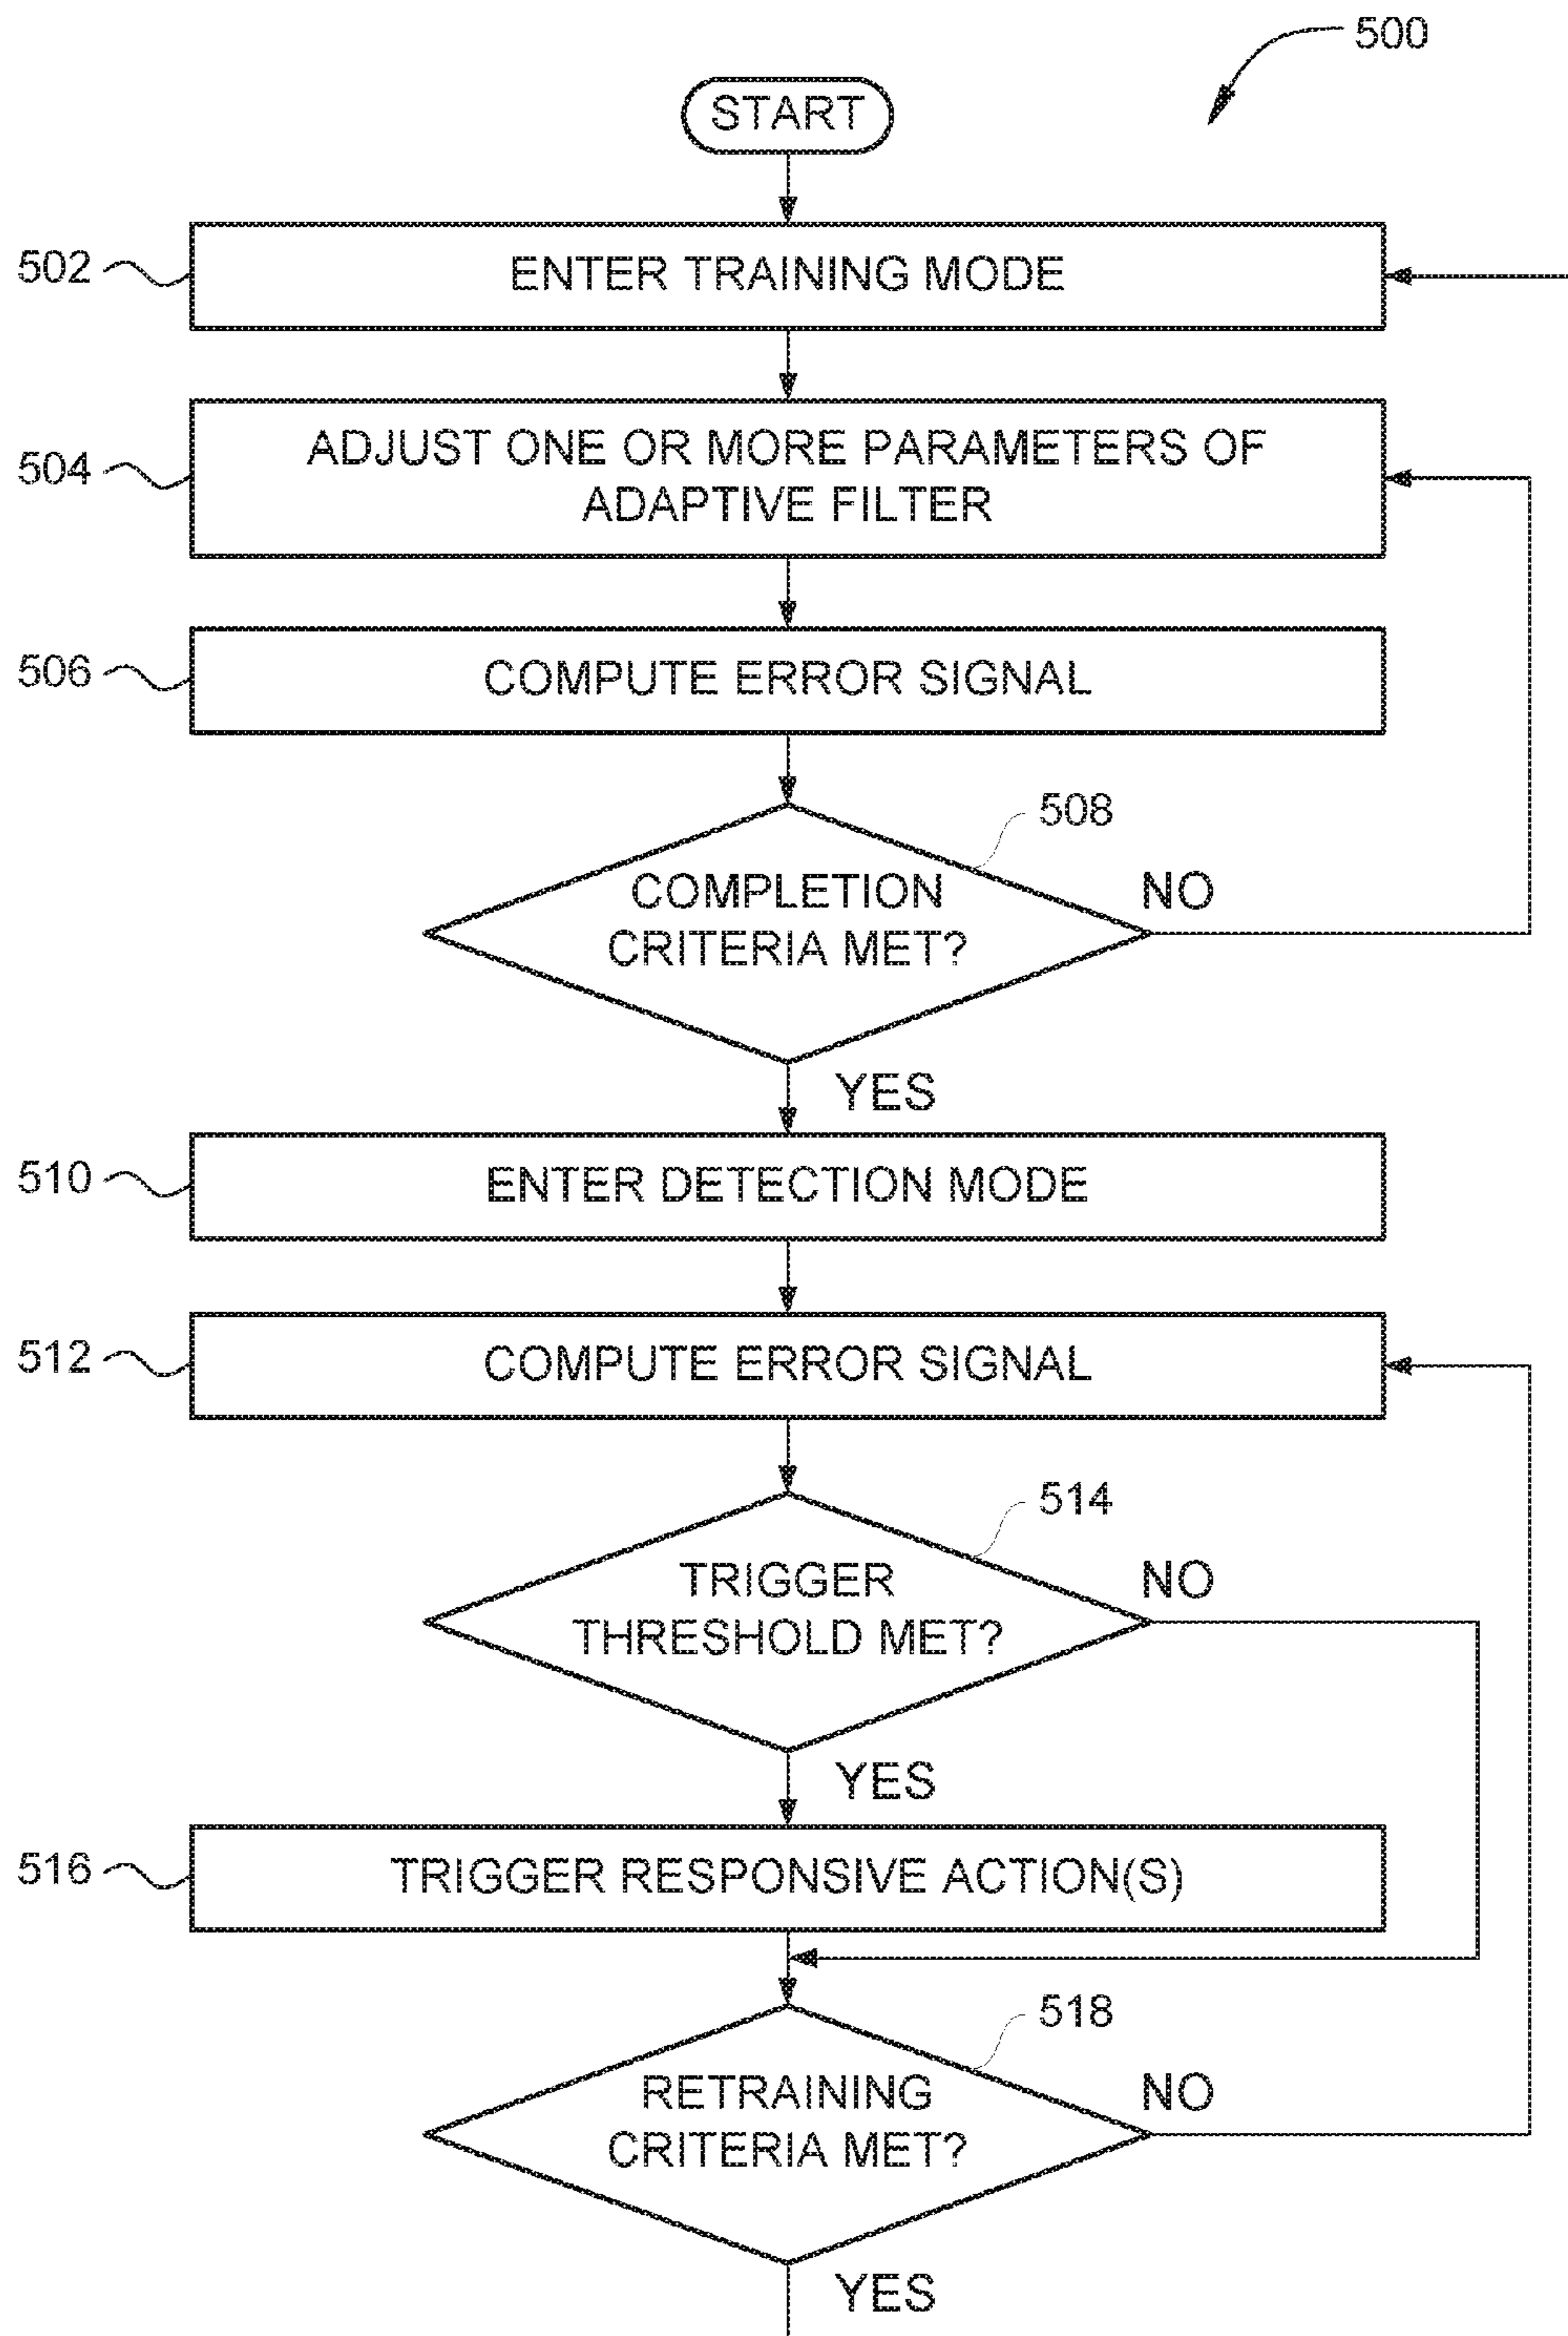 500
START
502
ENTER TRAINING MODE
504
ADJUST ONE OR MORE PARAMETERS OF
ADAPTIVE FILTER
506
COMPUTE ERROR SIGNAL
508
COMPLETION
CRITERIA MET?
NO
YES
510
ENTER DETECTION MODE
512
COMPUTE ERROR SIGNAL
514
TRIGGER
THRESHOLD MET?
NO
YES
516
TRIGGER RESPONSIVE ACTION(S)
518
RETRAINING
CRITERIA MET?
NO
YES